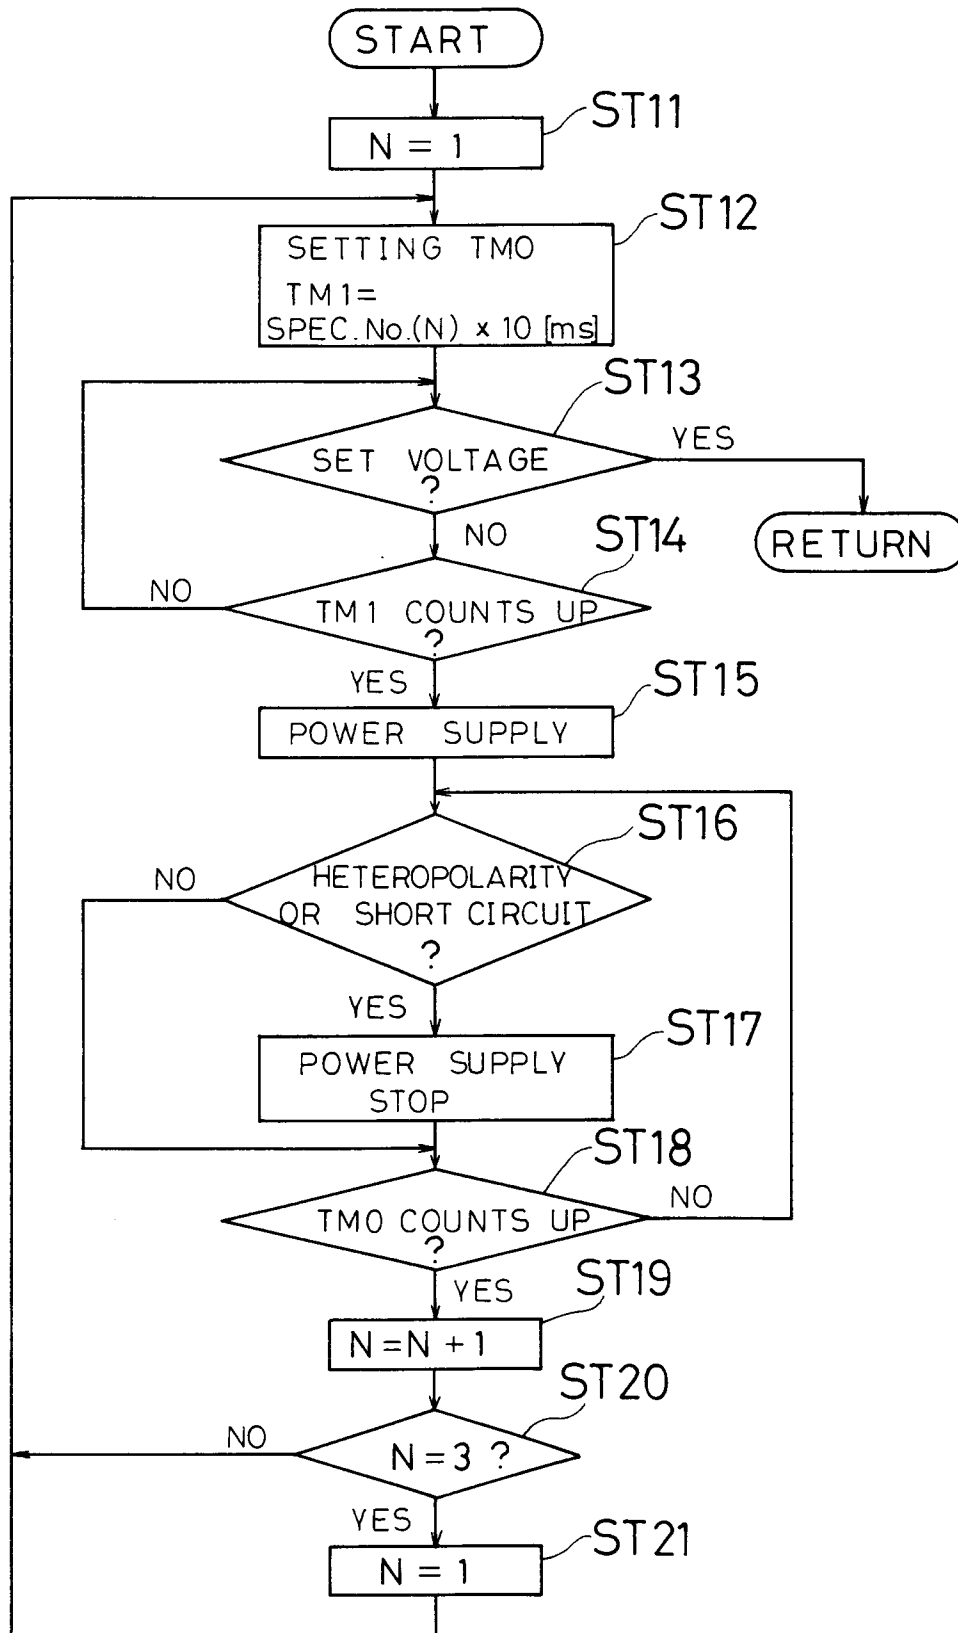 START
ST11
N = 1
ST12
SETTING TM0
TM1=
SPEC.No.(N) x 10 [ms]
ST13
SET VOLTAGE
?
YES
NO
RETURN
ST14
NO
TM1 COUNTS UP
?
YES
ST15
POWER SUPPLY
ST16
NO
HETEROPOLARITY
OR SHORT CIRCUIT
?
YES
ST17
POWER SUPPLY
STOP
ST18
NO
TM0 COUNTS UP
?
YES
ST19
N=N+1
ST20
NO
N=3 ?
YES
ST21
N = 1